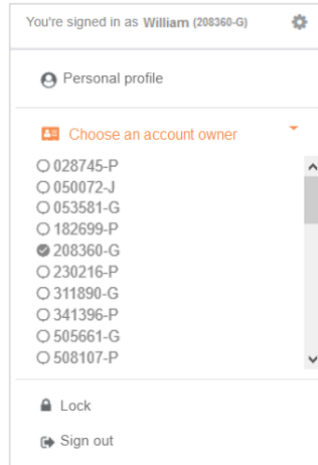 You're signed in as William (208360-G)
Personal profile
Choose an account owner
028745-P
050072-J
053581-G
182699-P
208360-G
230216-P
311890-G
341396-P
505661-G
508107-P
Lock
Sign out